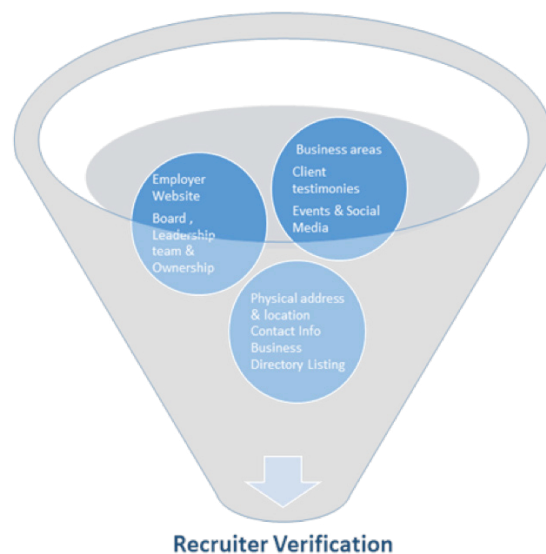 Employer
Website
Board ,
Leadership
team &
Ownership
Business areas
Client
testimonies
Events & Social
Media
Physical address
& location
Contact Info
Business
Directory Listing
Recruiter Verification